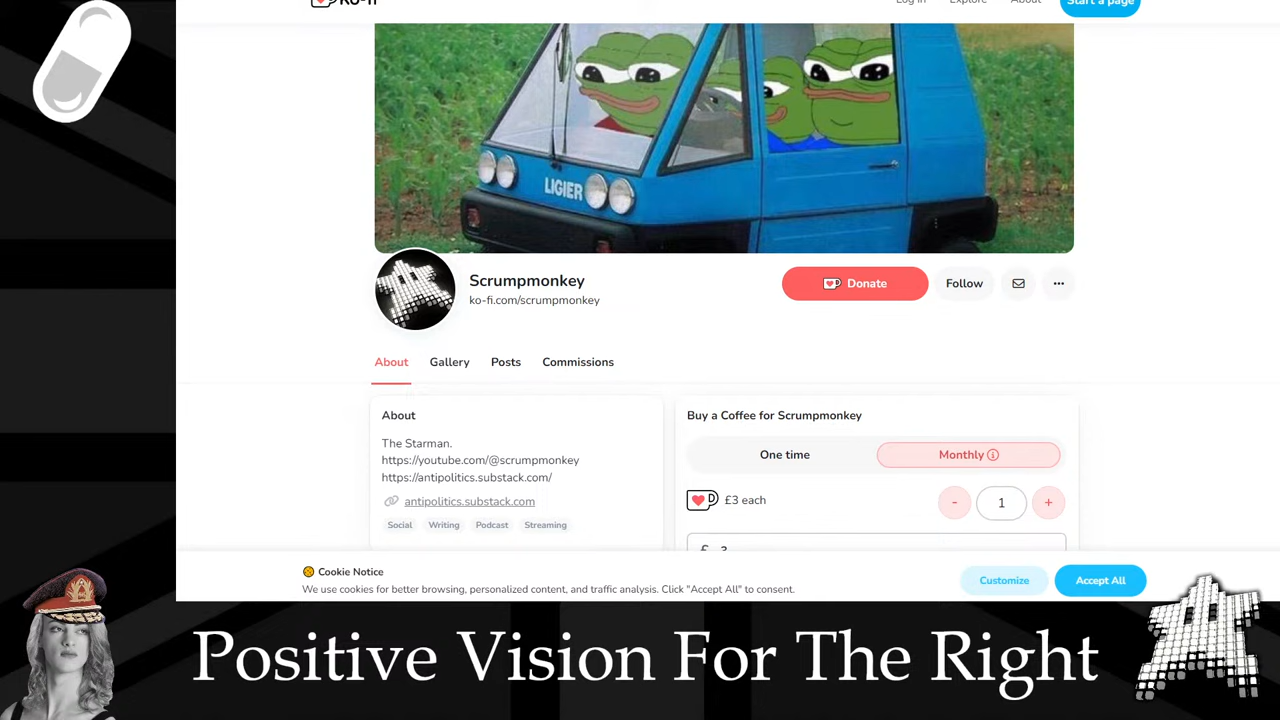 Ko-fi
Log in
Explore
About
Start a page
LIGIER
Scrumpmonkey
ko-fi.com/scrumpmonkey
Donate
Follow
About
Gallery
Posts
Commissions
About
The Starman.
https://youtube.com/@scrumpmonkey
https://antipolitics.substack.com/
antipolitics.substack.com
Social
Writing
Podcast
Streaming
Buy a Coffee for Scrumpmonkey
One time
Monthly
£3 each
-
1
+
£ 3
Cookie Notice
We use cookies for better browsing, personalized content, and traffic analysis. Click "Accept All" to consent.
Customize
Accept All
Positive Vision For The Right